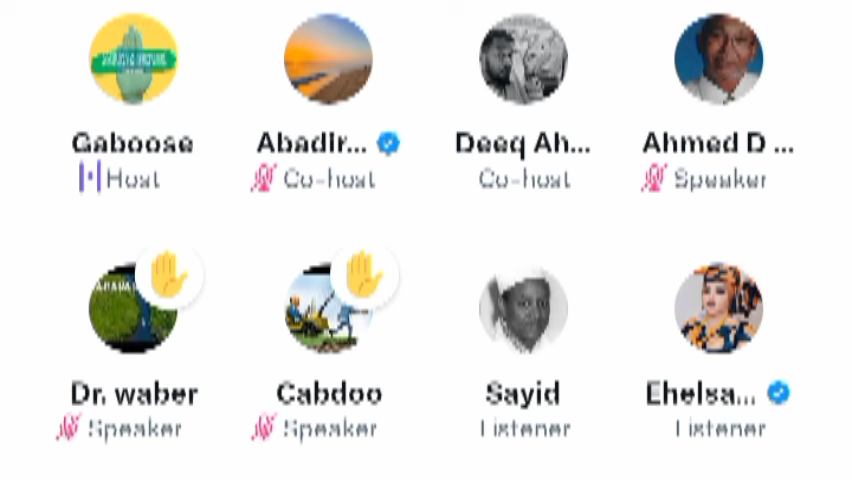 Gaboose Abadir... Deeq Ah... Ahmed D ...
Host Co-host Co-host Speaker
Dr. waber Cabdoo Sayid Ehelsa...
Speaker Speaker Listener Listener